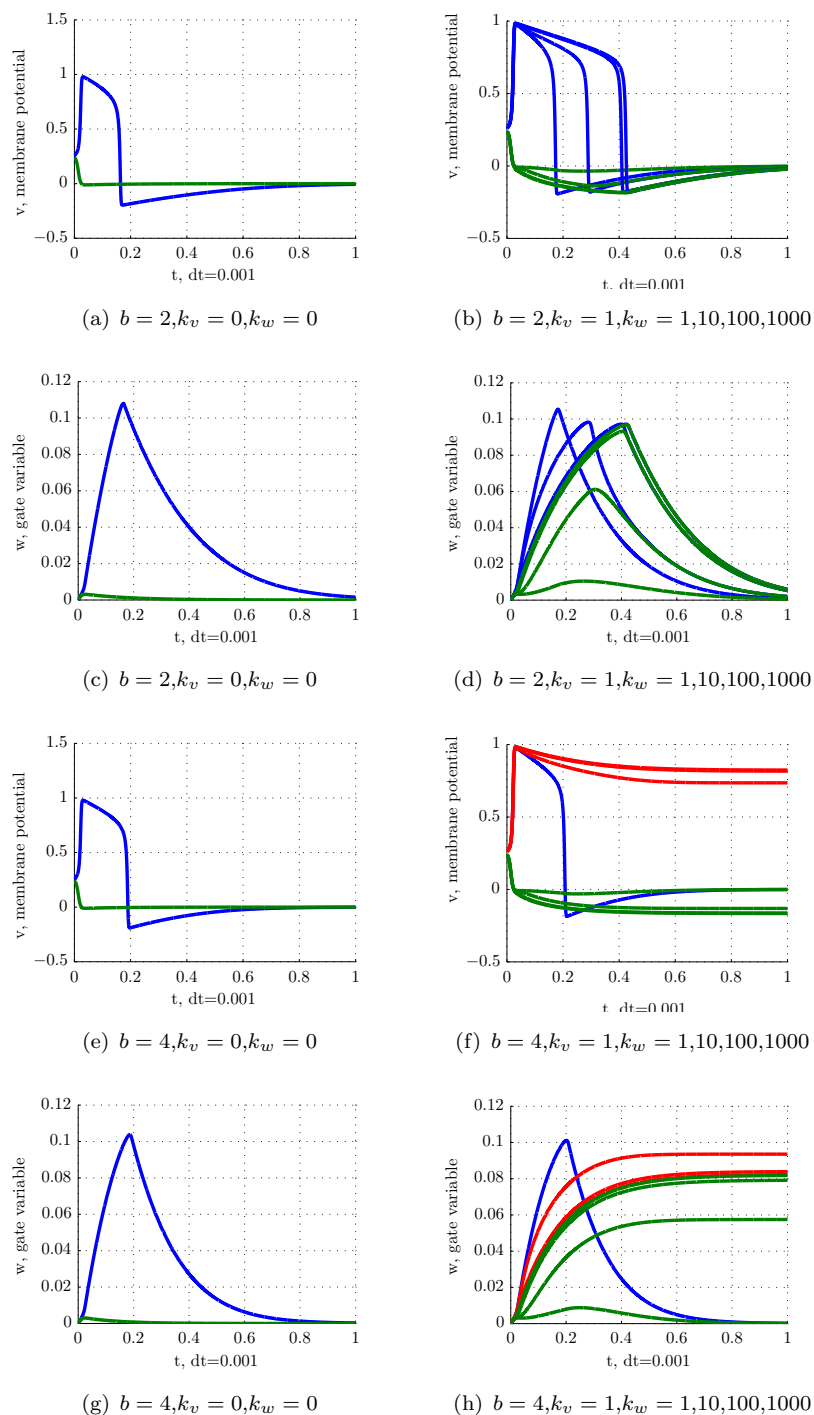 1.5
1
0.5
0
−0.5
v, membrane potential
0 0.2 0.4 0.6 0.8 1
t, dt=0.001
(a) b = 2,k_v = 0,k_w = 0
1
0.5
0
−0.5
v, membrane potential
0 0.2 0.4 0.6 0.8 1
t, dt=0.001
(b) b = 2,k_v = 1,k_w = 1,10,100,1000
0.12
0.1
0.08
0.06
0.04
0.02
0
w, gate variable
0 0.2 0.4 0.6 0.8 1
t, dt=0.001
(c) b = 2,k_v = 0,k_w = 0
0.12
0.1
0.08
0.06
0.04
0.02
0
w, gate variable
0 0.2 0.4 0.6 0.8 1
t, dt=0.001
(d) b = 2,k_v = 1,k_w = 1,10,100,1000
1.5
1
0.5
0
−0.5
v, membrane potential
0 0.2 0.4 0.6 0.8 1
t, dt=0.001
(e) b = 4,k_v = 0,k_w = 0
1
0.5
0
−0.5
v, membrane potential
0 0.2 0.4 0.6 0.8 1
t, dt=0.001
(f) b = 4,k_v = 1,k_w = 1,10,100,1000
0.12
0.1
0.08
0.06
0.04
0.02
0
w, gate variable
0 0.2 0.4 0.6 0.8 1
t, dt=0.001
(g) b = 4,k_v = 0,k_w = 0
0.12
0.1
0.08
0.06
0.04
0.02
0
w, gate variable
0 0.2 0.4 0.6 0.8 1
t, dt=0.001
(h) b = 4,k_v = 1,k_w = 1,10,100,1000